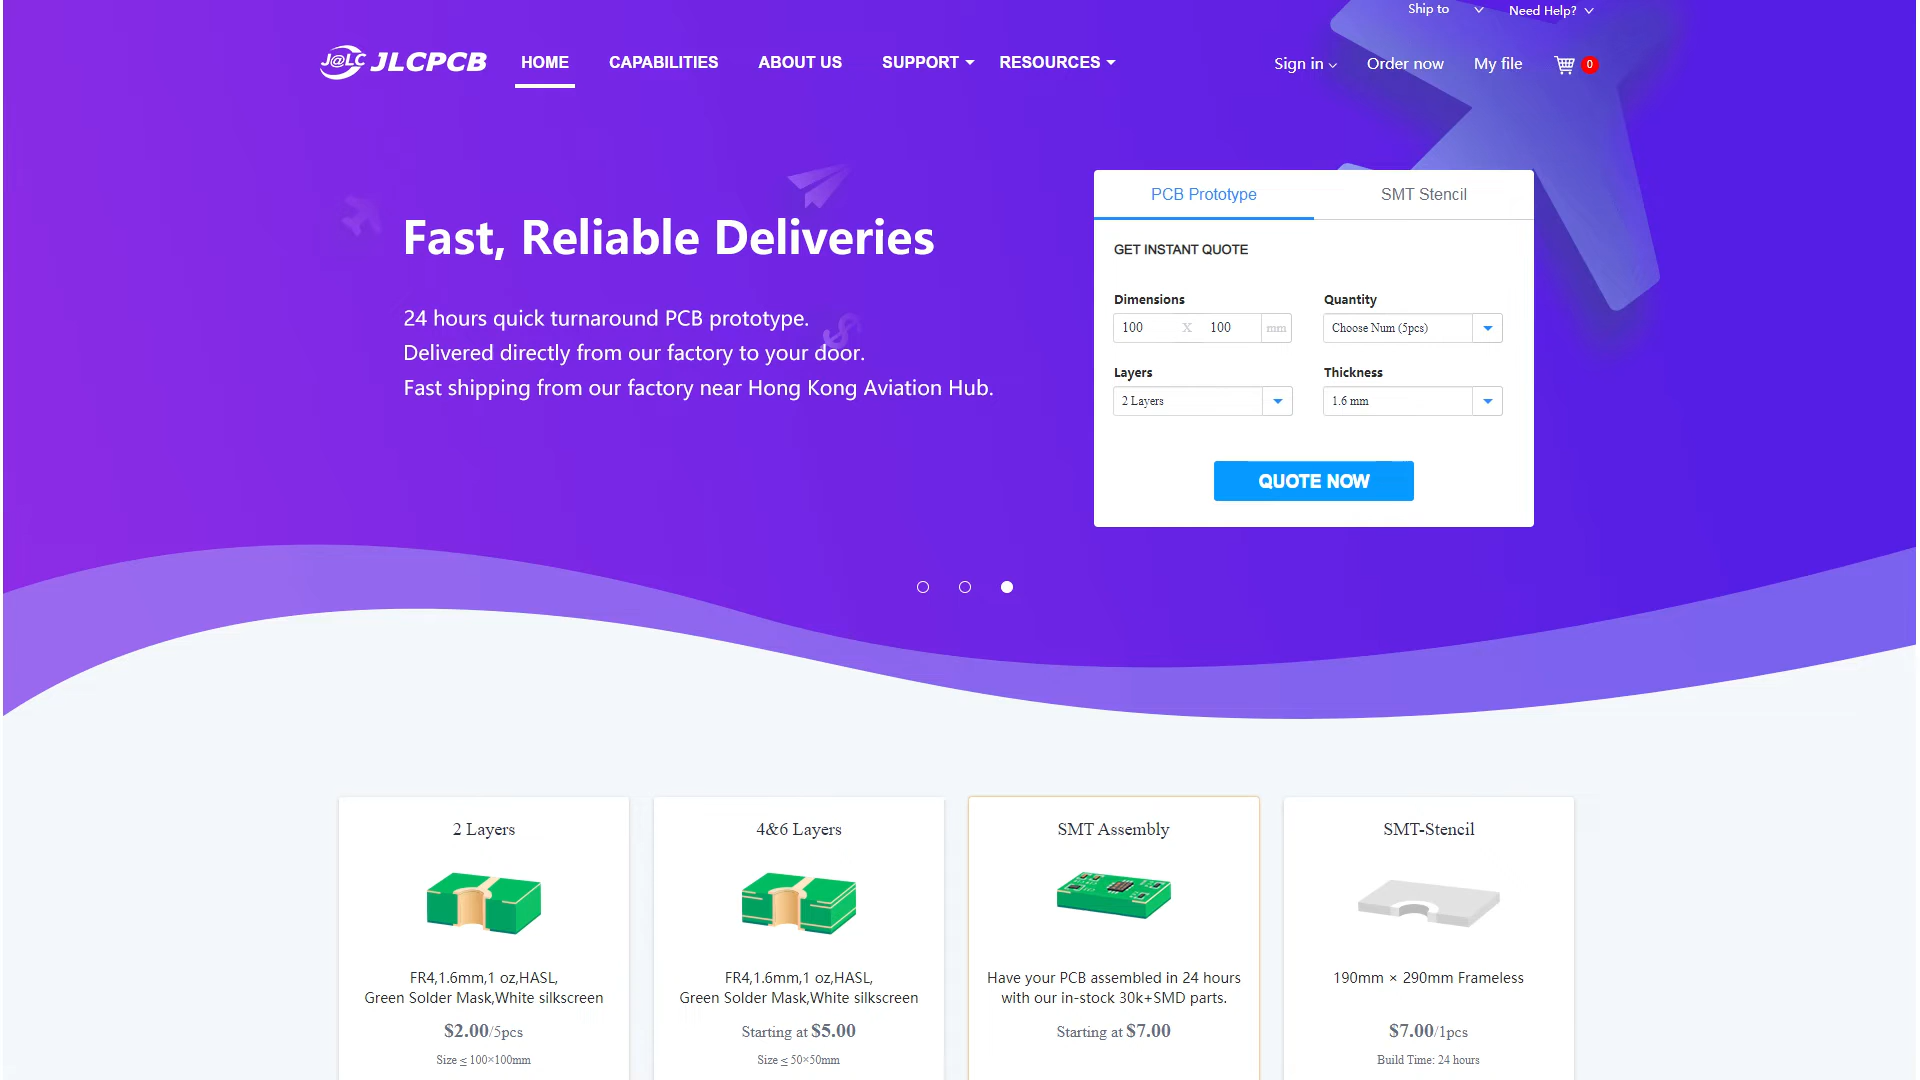 Ship to
Need Help?
J@LC JLCPCB
HOME
CAPABILITIES
ABOUT US
SUPPORT
RESOURCES
Sign in
Order now
My file
0
Fast, Reliable Deliveries
24 hours quick turnaround PCB prototype.
Delivered directly from our factory to your door.
Fast shipping from our factory near Hong Kong Aviation Hub.
PCB Prototype
SMT Stencil
GET INSTANT QUOTE
Dimensions
Quantity
100 X 100 mm
Choose Num (5pcs)
Layers
Thickness
2 Layers
1.6 mm
QUOTE NOW
2 Layers
FR4,1.6mm,1 oz,HASL,
Green Solder Mask,White silkscreen
$2.00/5pcs
Size ≤ 100×100mm
4&6 Layers
FR4,1.6mm,1 oz,HASL,
Green Solder Mask,White silkscreen
Starting at $5.00
Size ≤ 50×50mm
SMT Assembly
Have your PCB assembled in 24 hours
with our in-stock 30k+SMD parts.
Starting at $7.00
SMT-Stencil
190mm × 290mm Frameless
$7.00/1pcs
Build Time: 24 hours